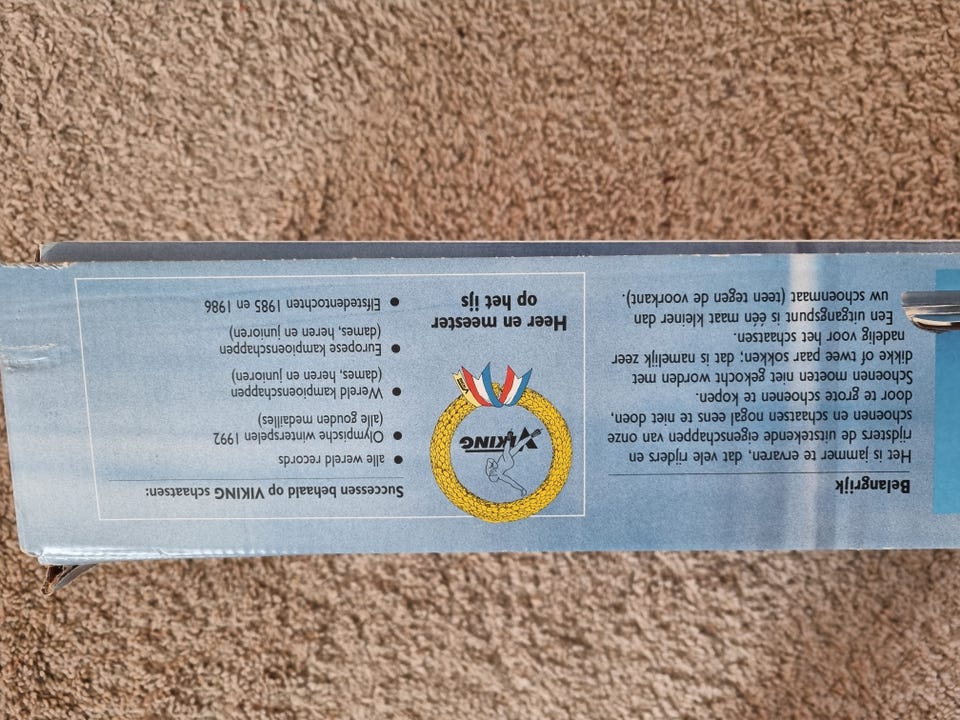 Belangrijk
Het is jammer te ervaren, dat vele rijders en
rijdsters de uitstekende eigenschappen van onze
schoenen en schaatsen nogal eens te niet doen,
door te grote schoenen te kopen.
Schoenen moeten niet gekocht worden met
dikke of twee paar sokken; dat is namelijk zeer
nadelig voor het schaatsen.
Een uitgangspunt is één maat kleiner dan
uw schoenmaat (teen tegen de voorkant).
VIKING
Heer en meester
op het ijs
Successen behaald op VIKING schaatsen:
● alle wereld records
● Olympische winterspelen 1992
(alle gouden medailles)
● Wereld kampioenschappen
(dames, heren en junioren)
● Europese kampioenschappen
(dames, heren en junioren)
● Elfstedentochten 1985 en 1986